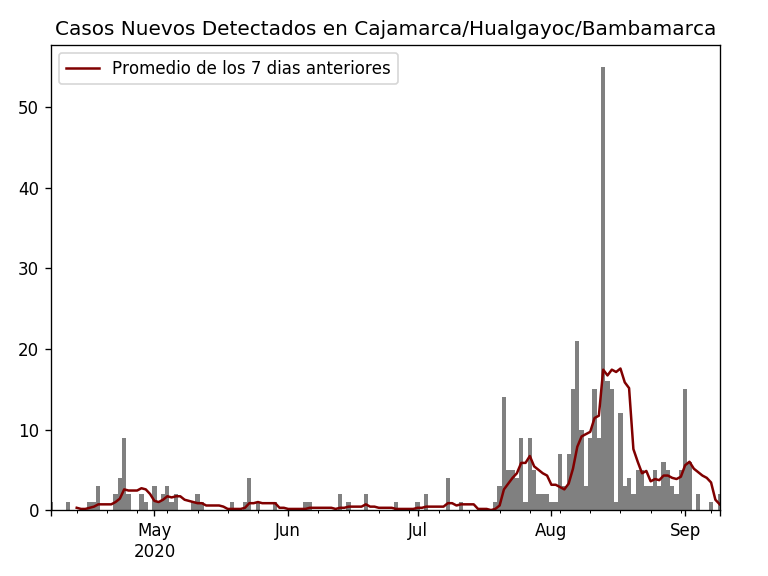 Casos Nuevos Detectados en Cajamarca/Hualgayoc/Bambamarca
Promedio de los 7 dias anteriores
50
40
30
20
10
0
May Jun Jul Aug Sep
2020